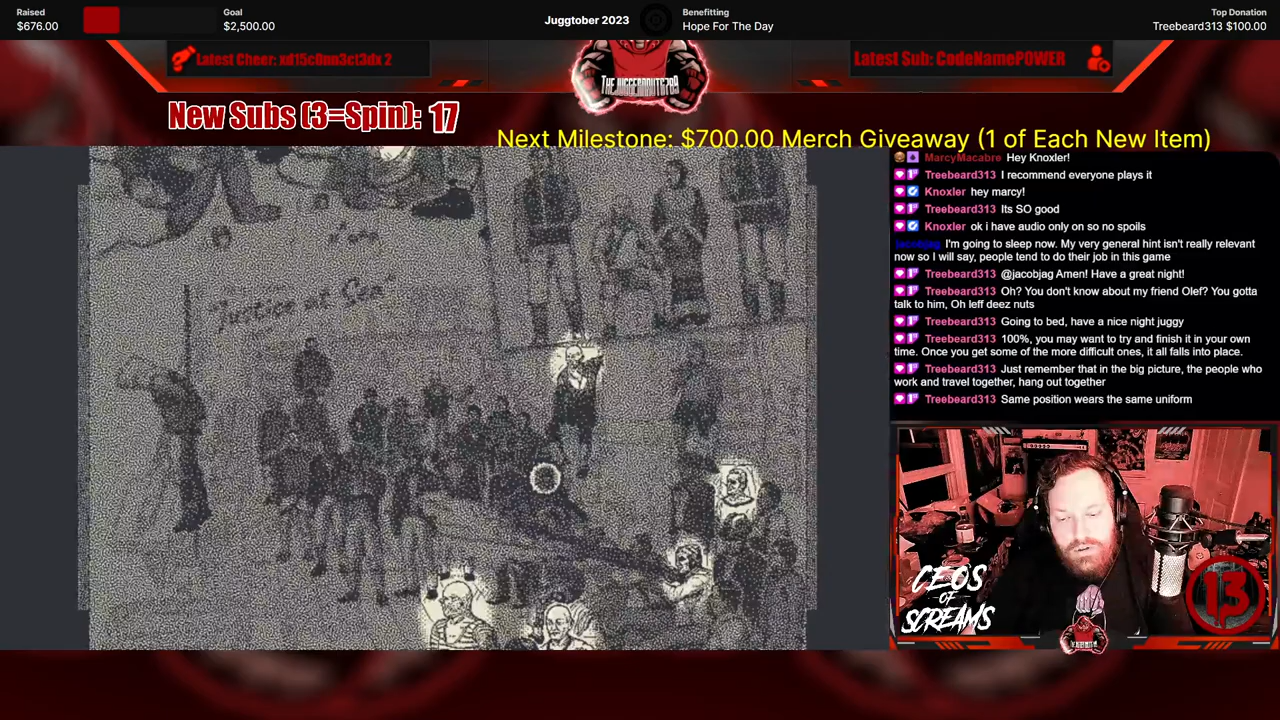 Raised
$676.00
Goal
$2,500.00
Juggtober 2023
Benefitting
Hope For The Day
Top Donation
Treebeard313 $100.00
Latest Cheer: xd15c0nn3ct3dx 2
THEJUGGERNAUT6789
Latest Sub: CodeNamePOWER
New Subs (3=Spin): 17
Next Milestone: $700.00 Merch Giveaway (1 of Each New Item)
MarcyMacabre Hey Knoxler!
Treebeard313 I recommend everyone plays it
Knoxler hey marcy!
Treebeard313 Its SO good
Knoxler ok i have audio only on so no spoils
jacobjag I'm going to sleep now. My very general hint isn't really relevant
now so I will say, people tend to do their job in this game
Treebeard313 @jacobjag Amen! Have a great night!
Treebeard313 Oh? You don't know about my friend Olef? You gotta
talk to him, Oh leff deez nuts
Treebeard313 Going to bed, have a nice night juggy
Treebeard313 100%, you may want to try and finish it in your own
time. Once you get some of the more difficult ones, it all falls into place.
Treebeard313 Just remember that in the big picture, the people who
work and travel together, hang out together
Treebeard313 Same position wears the same uniform
CEOS
OF
SCREAMS
13